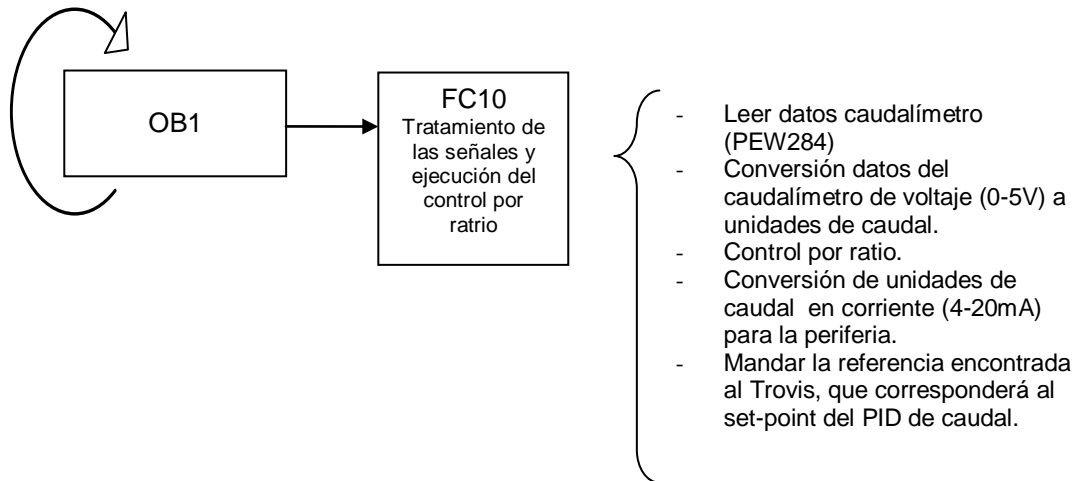 OB1
FC10
Tratamiento de
las señales y
ejecución del
control por
ratrio
- Leer datos caudalímetro
(PEW284)
- Conversión datos del
caudalímetro de voltaje (0-5V) a
unidades de caudal.
- Control por ratio.
- Conversión de unidades de
caudal en corriente (4-20mA)
para la periferia.
- Mandar la referencia encontrada
al Trovis, que corresponderá al
set-point del PID de caudal.